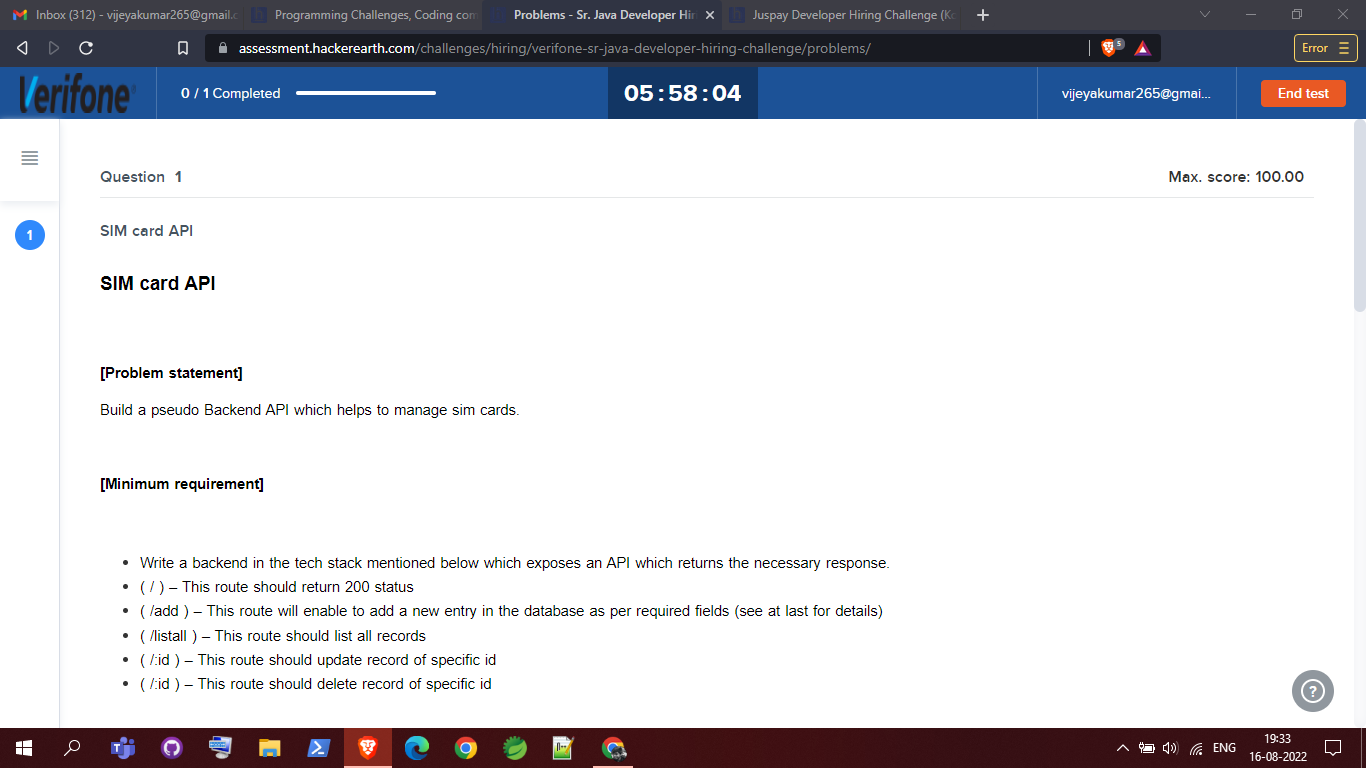 Inbox (312) - vijeyakumar265@gmail.c
Programming Challenges, Coding com
Problems - Sr. Java Developer Hir
Juspay Developer Hiring Challenge (Ko
assessment.hackerearth.com/challenges/hiring/verifone-sr-java-developer-hiring-challenge/problems/
5
Error
Verifone
0 / 1 Completed
05:58:04
vijeyakumar265@gmai...
End test
Question 1
Max. score: 100.00
1
SIM card API
SIM card API
[Problem statement]
Build a pseudo Backend API which helps to manage sim cards.
[Minimum requirement]
• Write a backend in the tech stack mentioned below which exposes an API which returns the necessary response.
• ( / ) – This route should return 200 status
• ( /add ) – This route will enable to add a new entry in the database as per required fields (see at last for details)
• ( /listall ) – This route should list all records
• ( /:id ) – This route should update record of specific id
• ( /:id ) – This route should delete record of specific id
?
ENG
19:33
16-08-2022